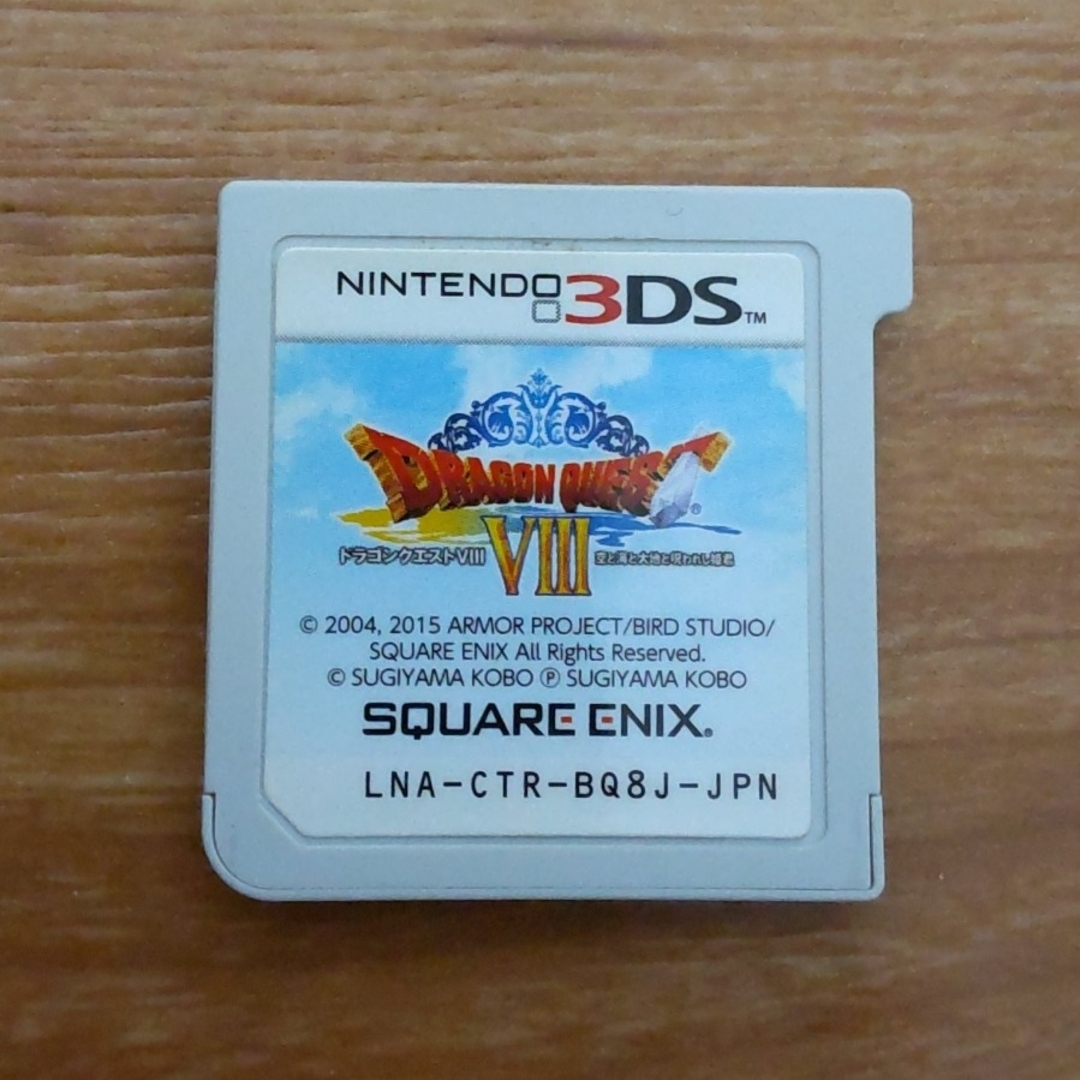 NINTENDO 3DS™
DRAGON QUEST®
ドラゴンクエストVIII VIII 空と海と大地と呪われし姫君
© 2004, 2015 ARMOR PROJECT/BIRD STUDIO/
SQUARE ENIX All Rights Reserved.
© SUGIYAMA KOBO ℗ SUGIYAMA KOBO
SQUARE ENIX®
LNA-CTR-BQ8J-JPN